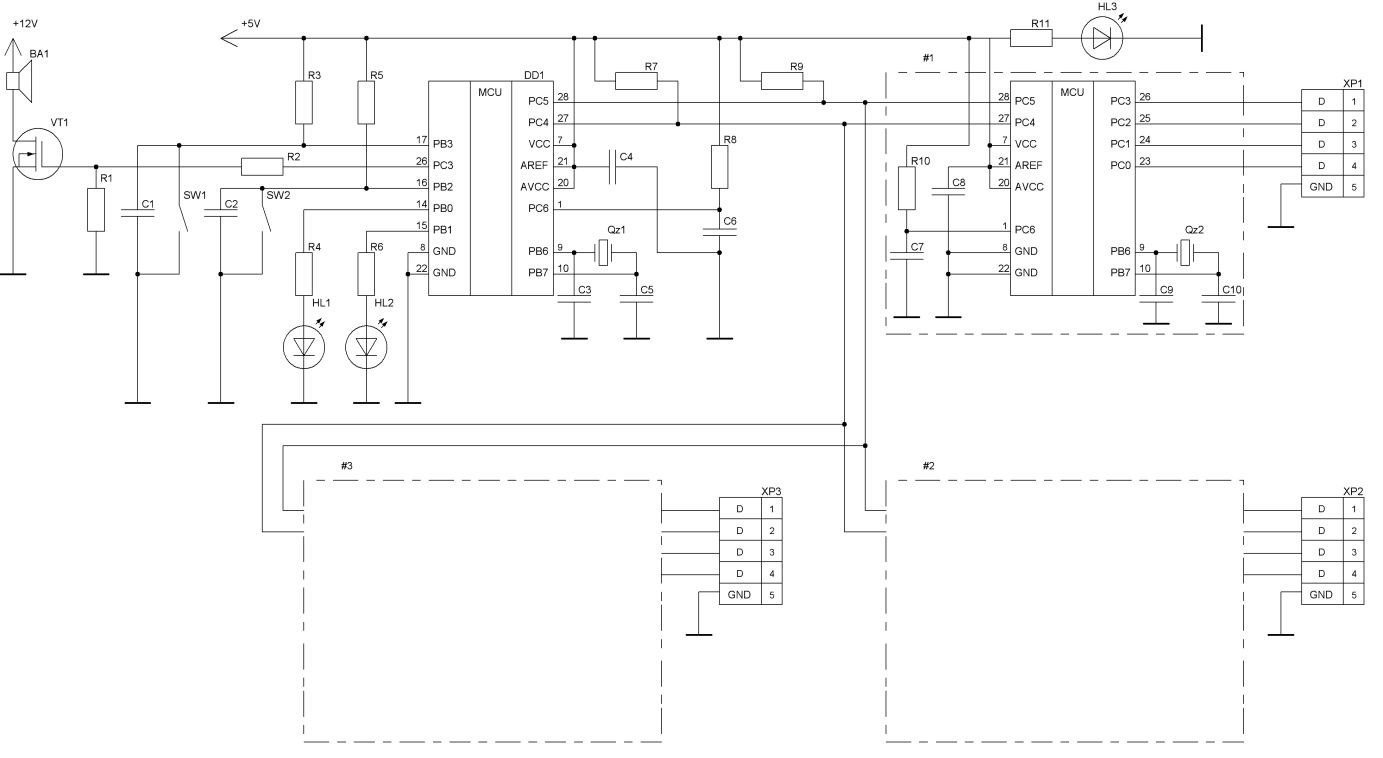 +12V
BA1
VT1
R1
C1
SW1
R2
C2
SW2
+5V
R3
R5
R4
R6
HL1
HL2
DD1
MCU
17 PB3
26 PC3
16 PB2
14 PB0
15 PB1
8 GND
22 GND
PC5 28
PC4 27
VCC 7
AREF 21
AVCC 20
PC6 1
PB6 9
PB7 10
C4
Qz1
C3
C5
R7
R9
R8
C6
R11
HL3
#1
R10
C8
C7
MCU
28 PC5
27 PC4
7 VCC
21 AREF
20 AVCC
1 PC6
8 GND
22 GND
PC3 26
PC2 25
PC1 24
PC0 23
PB6 9
PB7 10
Qz2
C9
C10
XP1
D 1
D 2
D 3
D 4
GND 5
#3
XP3
D 1
D 2
D 3
D 4
GND 5
#2
XP2
D 1
D 2
D 3
D 4
GND 5